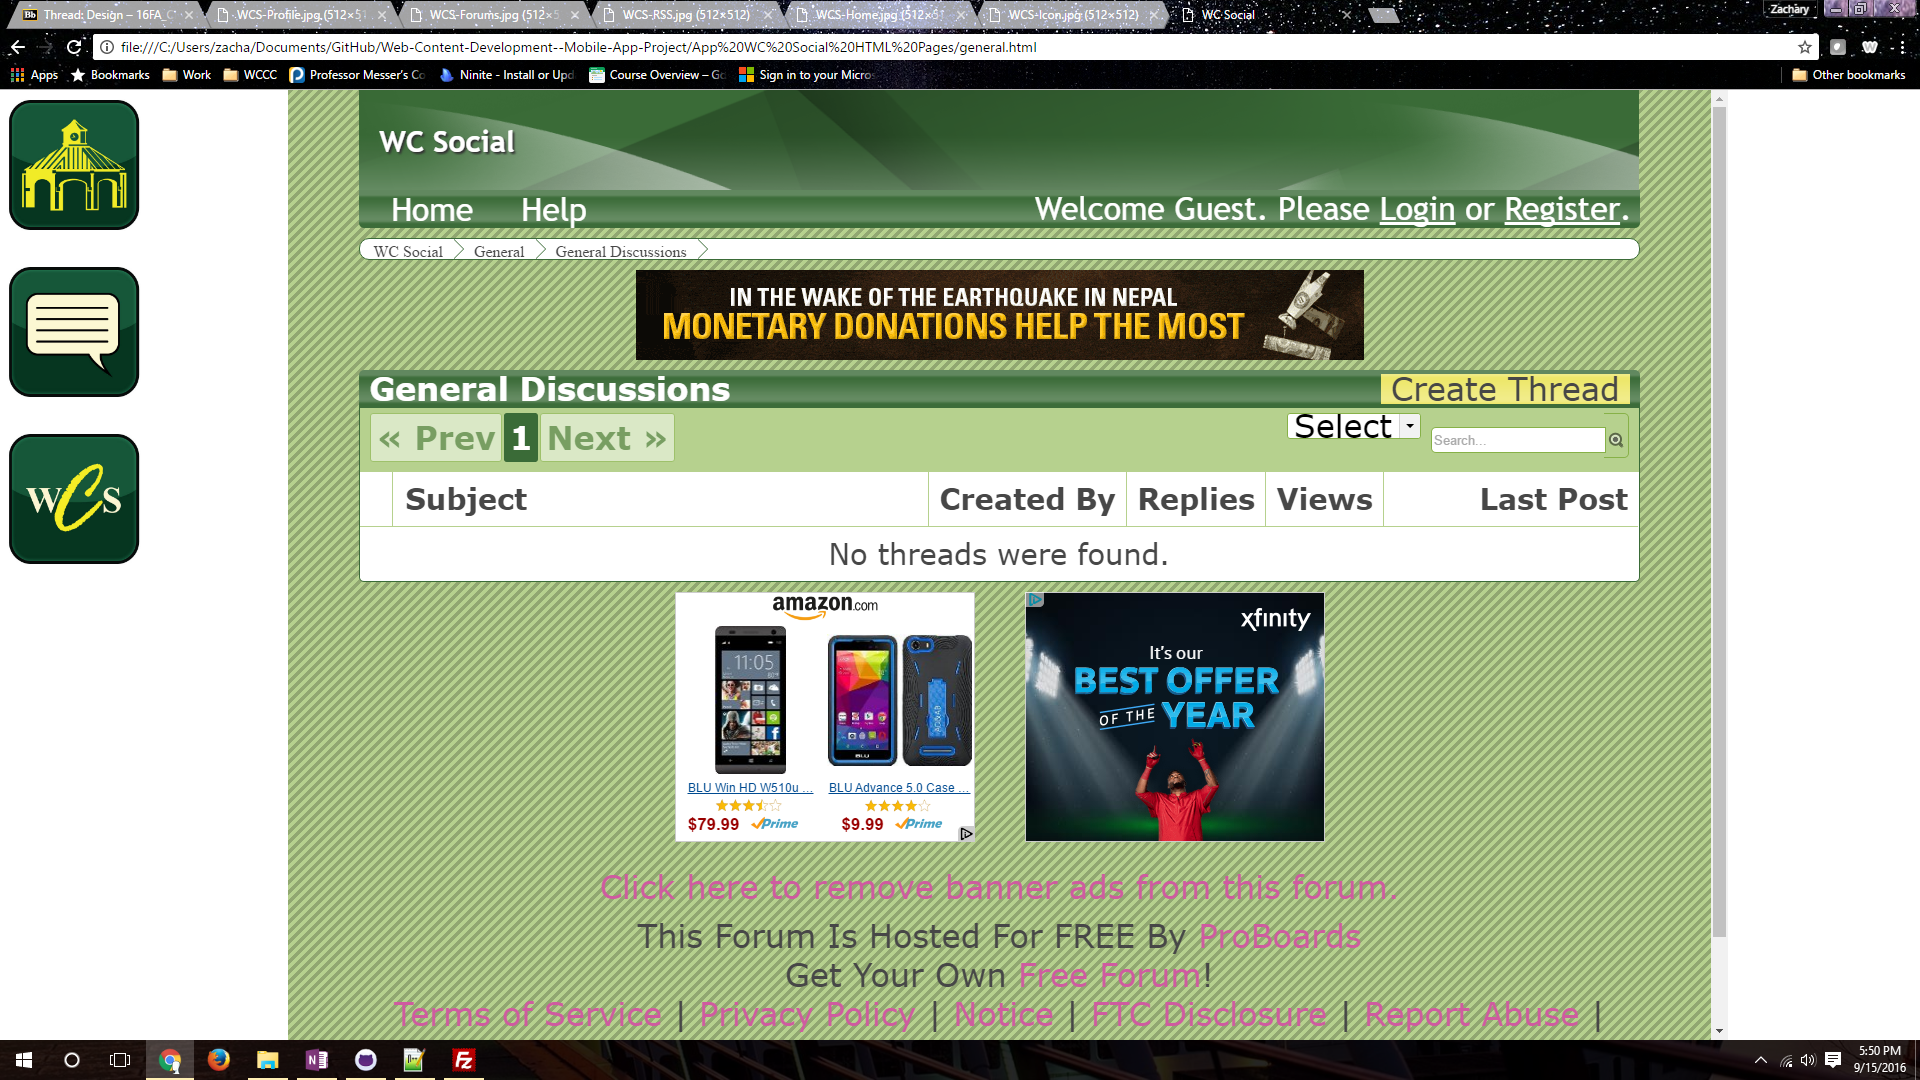 Thread: Design – 16FA_C
WCS-Profile.jpg (512×51
WCS-Forums.jpg (512×5
WCS-RSS.jpg (512×512)
WCS-Home.jpg (512×51
WCS-Icon.jpg (512×512)
WC Social
Zachary
file:///C:/Users/zacha/Documents/GitHub/Web-Content-Development--Mobile-App-Project/App%20WC%20Social%20HTML%20Pages/general.html
Apps
Bookmarks
Work
WCCC
Professor Messer's Co
Ninite - Install or Upd
Course Overview – Go
Sign in to your Micros
Other bookmarks
WC Social
Home
Help
Welcome Guest. Please Login or Register.
WC Social
General
General Discussions
IN THE WAKE OF THE EARTHQUAKE IN NEPAL
MONETARY DONATIONS HELP THE MOST
General Discussions
Create Thread
« Prev
1
Next »
Select
Search...
Subject
Created By
Replies
Views
Last Post
No threads were found.
WCS
amazon.com
11:05
BLU
BLU Win HD W510u ...
$79.99
Prime
BLU Advance 5.0 Case ...
$9.99
Prime
xfinity
It's our
BEST OFFER
OF THE YEAR
Click here to remove banner ads from this forum.
This Forum Is Hosted For FREE By ProBoards
Get Your Own Free Forum!
Terms of Service | Privacy Policy | Notice | FTC Disclosure | Report Abuse |
5:50 PM
9/15/2016